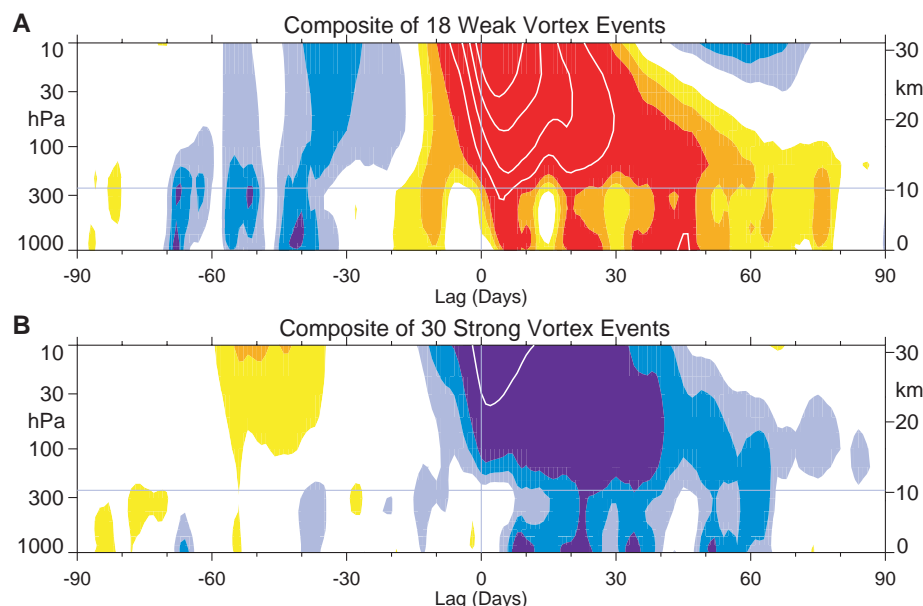 A
Composite of 18 Weak Vortex Events
10
30
hPa
100
300
1000
30
km
20
10
0
-90 -60 -30 0 30 60 90
Lag (Days)
B
Composite of 30 Strong Vortex Events
10
30
hPa
100
300
1000
30
km
20
10
0
-90 -60 -30 0 30 60 90
Lag (Days)